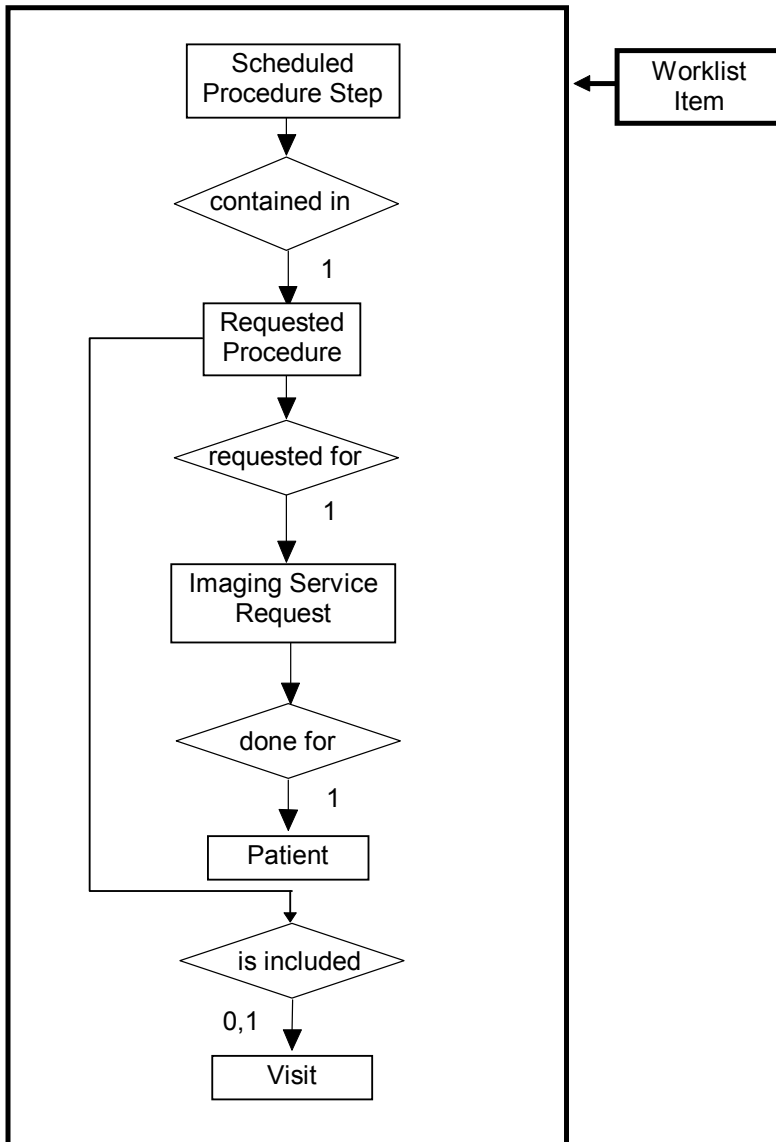 Scheduled
Procedure Step
Worklist
Item
contained in
1
Requested
Procedure
requested for
1
Imaging Service
Request
done for
1
Patient
is included
0,1
Visit